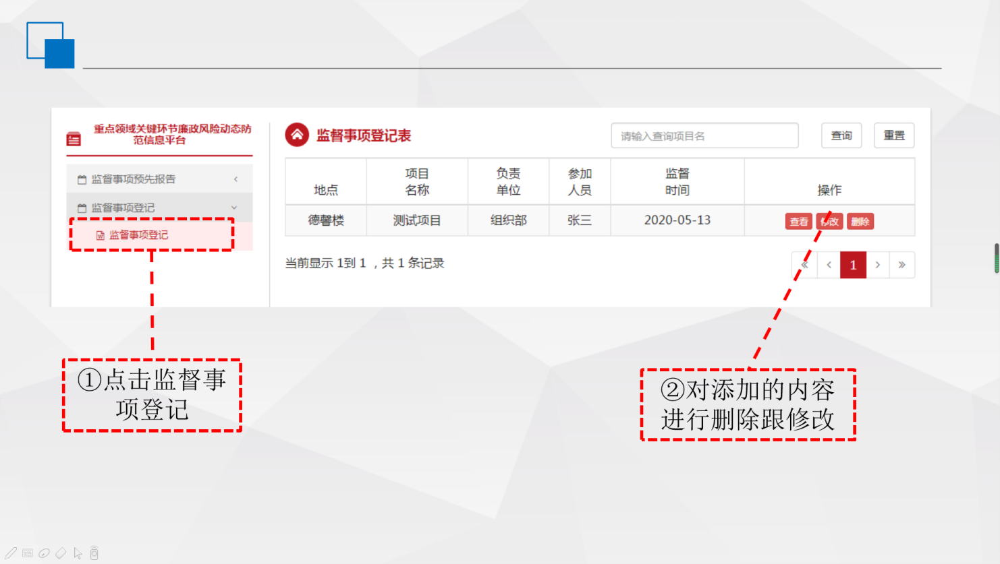 重点领域关键环节廉政风险动态防
范信息平台
监督事项预先报告
监督事项登记
监督事项登记
监督事项登记表
请输入查询项目名
查询
重置
地点
项目
名称
负责
单位
参加
人员
监督
时间
操作
德馨楼
测试项目
组织部
张三
2020-05-13
查看
修改
删除
当前显示 1到 1 ，共 1 条记录
« ‹ 1 › »
①点击监督事
项登记
②对添加的内容
进行删除跟修改